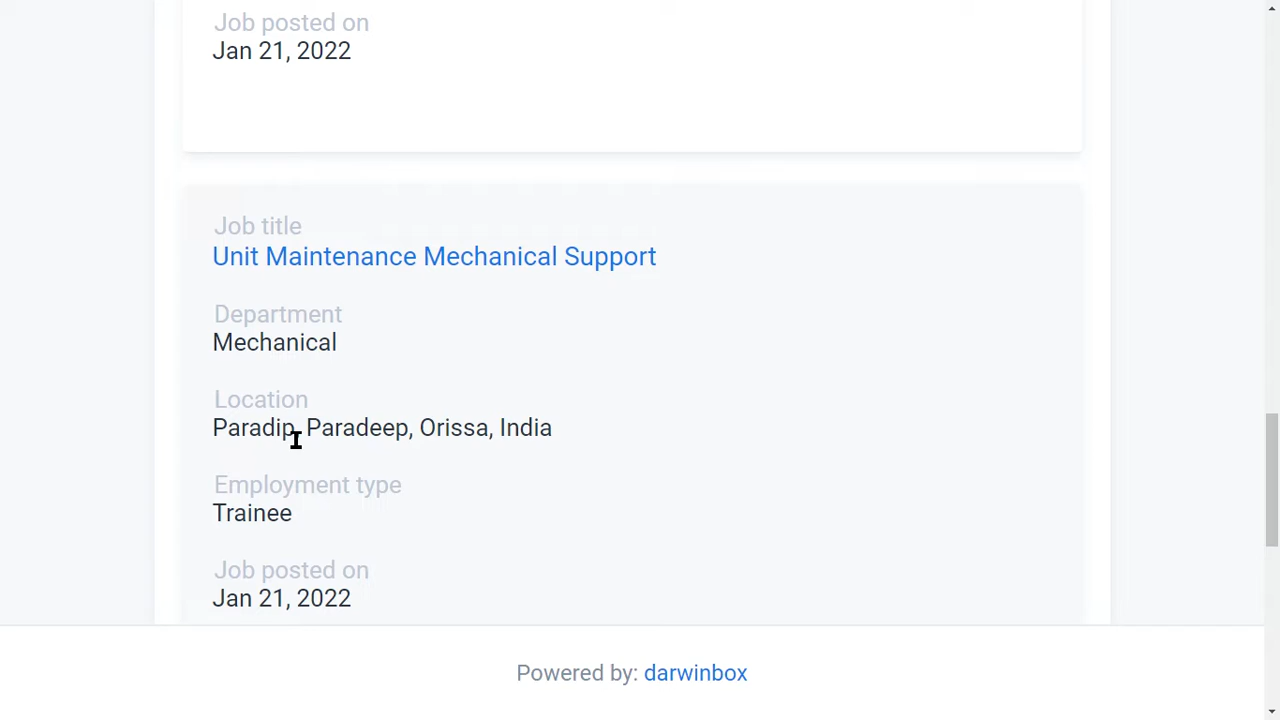 Job posted on
Jan 21, 2022
Job title
Unit Maintenance Mechanical Support
Department
Mechanical
Location
Paradip, Paradeep, Orissa, India
Employment type
Trainee
Job posted on
Jan 21, 2022
Powered by: darwinbox